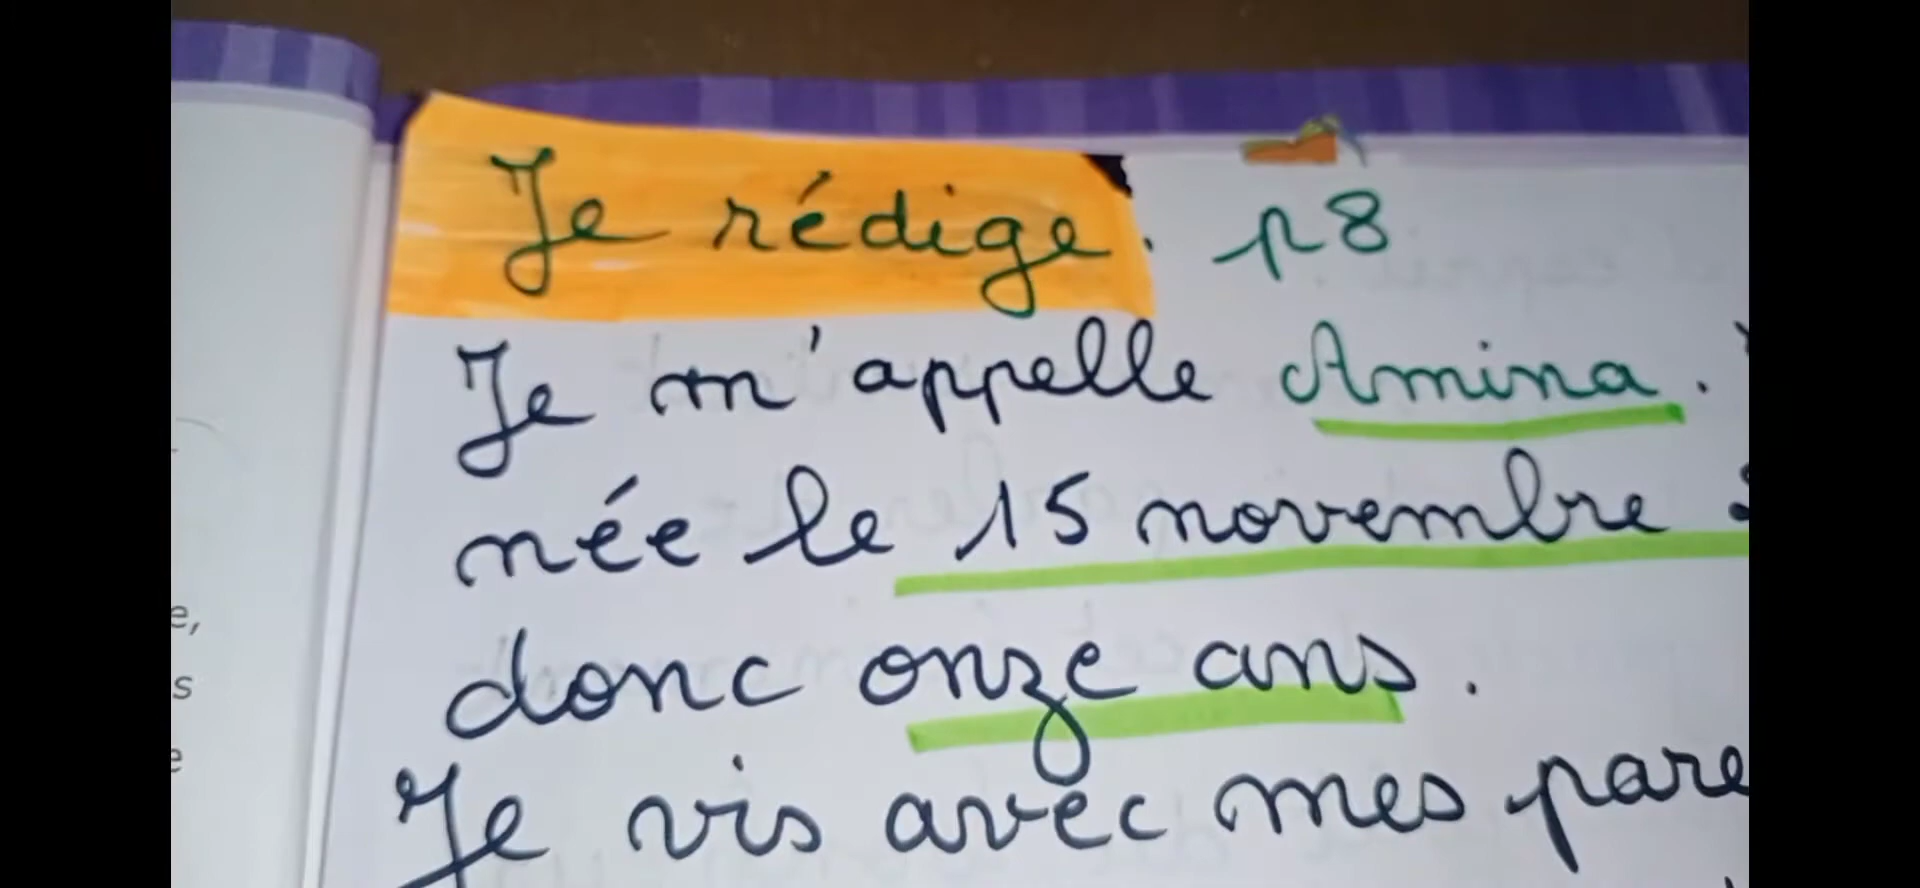 Je rédige. p8
Je m'appelle Amina.
née le 15 novembre
donc onze ans.
Je vis avec mes pare
e,
s
e